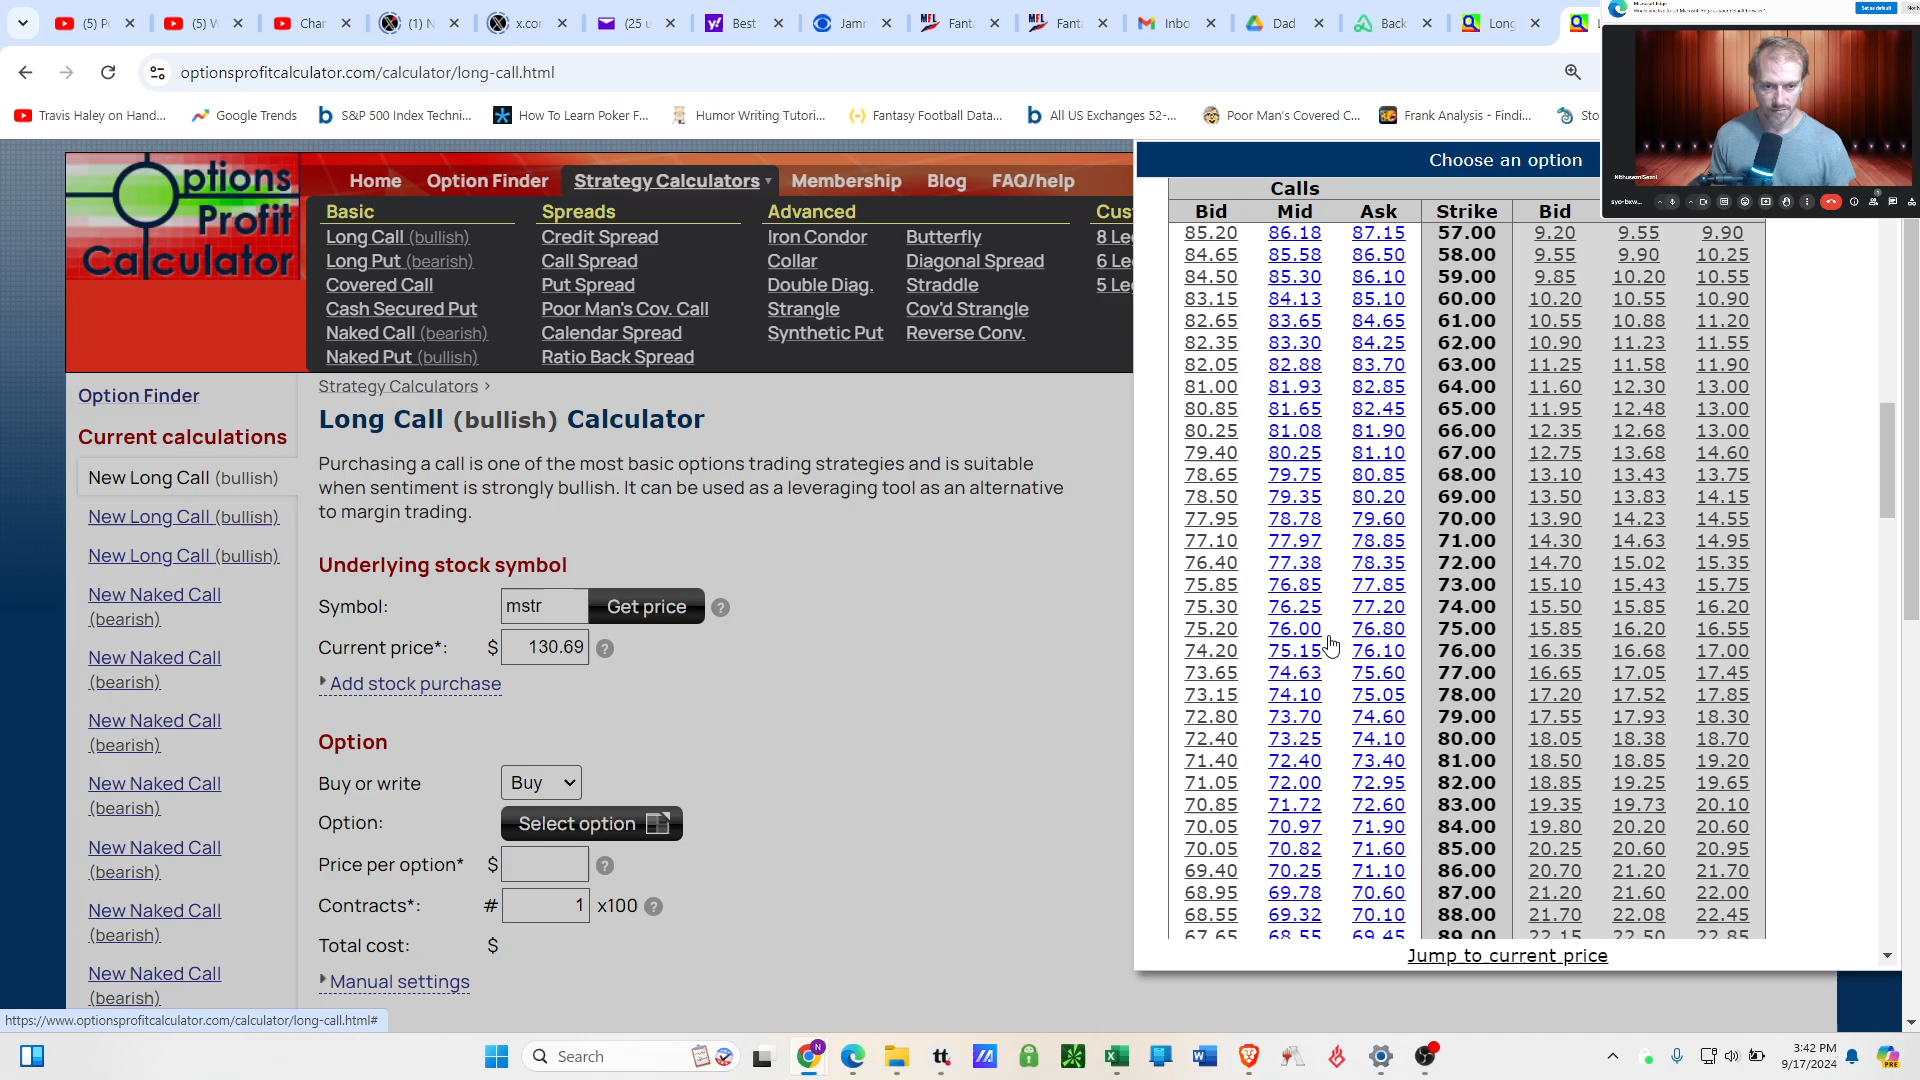 (5) P
(5) V
Char
(1) N
x.cor
(25 u
Best
Jamr
Fanta
Fanta
Inbo
Dad
Back
Long
optionsprofitcalculator.com/calculator/long-call.html
Travis Haley on Hand...
Google Trends
S&P 500 Index Techni...
How To Learn Poker F...
Humor Writing Tutori...
Fantasy Football Data...
All US Exchanges 52-...
Poor Man's Covered C...
Frank Analysis - Findi...
Sto
Options Profit Calculator
Home Option Finder Strategy Calculators Membership Blog FAQ/help
Basic
Long Call (bullish)
Long Put (bearish)
Covered Call
Cash Secured Put
Naked Call (bearish)
Naked Put (bullish)
Spreads
Credit Spread
Call Spread
Put Spread
Poor Man's Cov. Call
Calendar Spread
Ratio Back Spread
Advanced
Iron Condor Butterfly
Collar Diagonal Spread
Double Diag. Straddle
Strangle Cov'd Strangle
Synthetic Put Reverse Conv.
Cus
8 Le
6 Le
5 Le
Option Finder
Current calculations
New Long Call (bullish)
New Long Call (bullish)
New Long Call (bullish)
New Naked Call
(bearish)
New Naked Call
(bearish)
New Naked Call
(bearish)
New Naked Call
(bearish)
New Naked Call
(bearish)
New Naked Call
(bearish)
New Naked Call
(bearish)
Strategy Calculators ›
Long Call (bullish) Calculator
Purchasing a call is one of the most basic options trading strategies and is suitable
when sentiment is strongly bullish. It can be used as a leveraging tool as an alternative
to margin trading.
Underlying stock symbol
Symbol: mstr Get price ?
Current price*: $ 130.69 ?
Add stock purchase
Option
Buy or write Buy
Option: Select option
Price per option* $ ?
Contracts*: # 1 x100 ?
Total cost: $
Manual settings
Choose an option
Calls
Bid Mid Ask Strike Bid
85.20 86.18 87.15 57.00 9.20 9.55 9.90
84.65 85.58 86.50 58.00 9.55 9.90 10.25
84.50 85.30 86.10 59.00 9.85 10.20 10.55
83.15 84.13 85.10 60.00 10.20 10.55 10.90
82.65 83.65 84.65 61.00 10.55 10.88 11.20
82.35 83.30 84.25 62.00 10.90 11.23 11.55
82.05 82.88 83.70 63.00 11.25 11.58 11.90
81.00 81.93 82.85 64.00 11.60 12.30 13.00
80.85 81.65 82.45 65.00 11.95 12.48 13.00
80.25 81.08 81.90 66.00 12.35 12.68 13.00
79.40 80.25 81.10 67.00 12.75 13.68 14.60
78.65 79.75 80.85 68.00 13.10 13.43 13.75
78.50 79.35 80.20 69.00 13.50 13.83 14.15
77.95 78.78 79.60 70.00 13.90 14.23 14.55
77.10 77.97 78.85 71.00 14.30 14.63 14.95
76.40 77.38 78.35 72.00 14.70 15.02 15.35
75.85 76.85 77.85 73.00 15.10 15.43 15.75
75.30 76.25 77.20 74.00 15.50 15.85 16.20
75.20 76.00 76.80 75.00 15.85 16.20 16.55
74.20 75.15 76.10 76.00 16.35 16.68 17.00
73.65 74.63 75.60 77.00 16.65 17.05 17.45
73.15 74.10 75.05 78.00 17.20 17.52 17.85
72.80 73.70 74.60 79.00 17.55 17.93 18.30
72.40 73.25 74.10 80.00 18.05 18.38 18.70
71.40 72.40 73.40 81.00 18.50 18.85 19.20
71.05 72.00 72.95 82.00 18.85 19.25 19.65
70.85 71.72 72.60 83.00 19.35 19.73 20.10
70.05 70.97 71.90 84.00 19.80 20.20 20.60
70.05 70.82 71.60 85.00 20.25 20.60 20.95
69.40 70.25 71.10 86.00 20.70 21.20 21.70
68.95 69.78 70.60 87.00 21.20 21.60 22.00
68.55 69.32 70.10 88.00 21.70 22.08 22.45
67.65 68.55 69.45 89.00 22.15 22.50 22.85
Jump to current price
https://www.optionsprofitcalculator.com/calculator/long-call.html#
Search
3:42 PM
9/17/2024